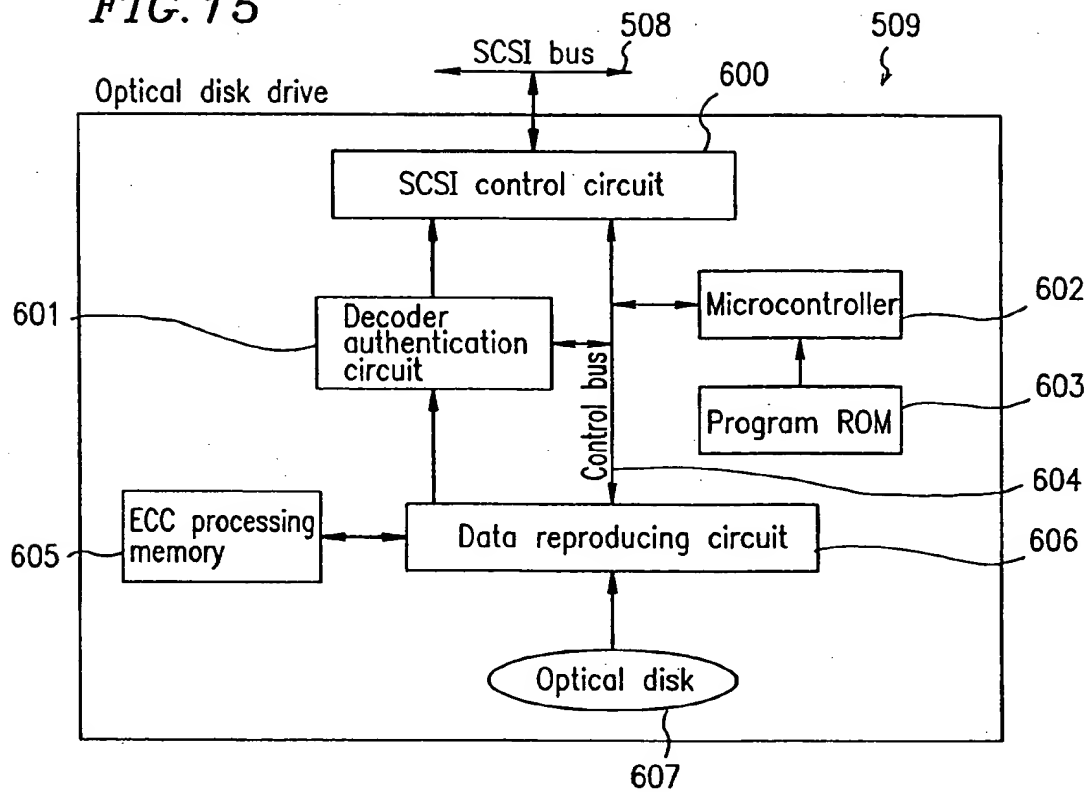 FIG. 15
SCSI bus
508
509
Optical disk drive
600
SCSI control circuit
601
Decoder
authentication
circuit
Microcontroller
602
Control bus
Program ROM
603
604
ECC processing
memory
605
Data reproducing circuit
606
Optical disk
607